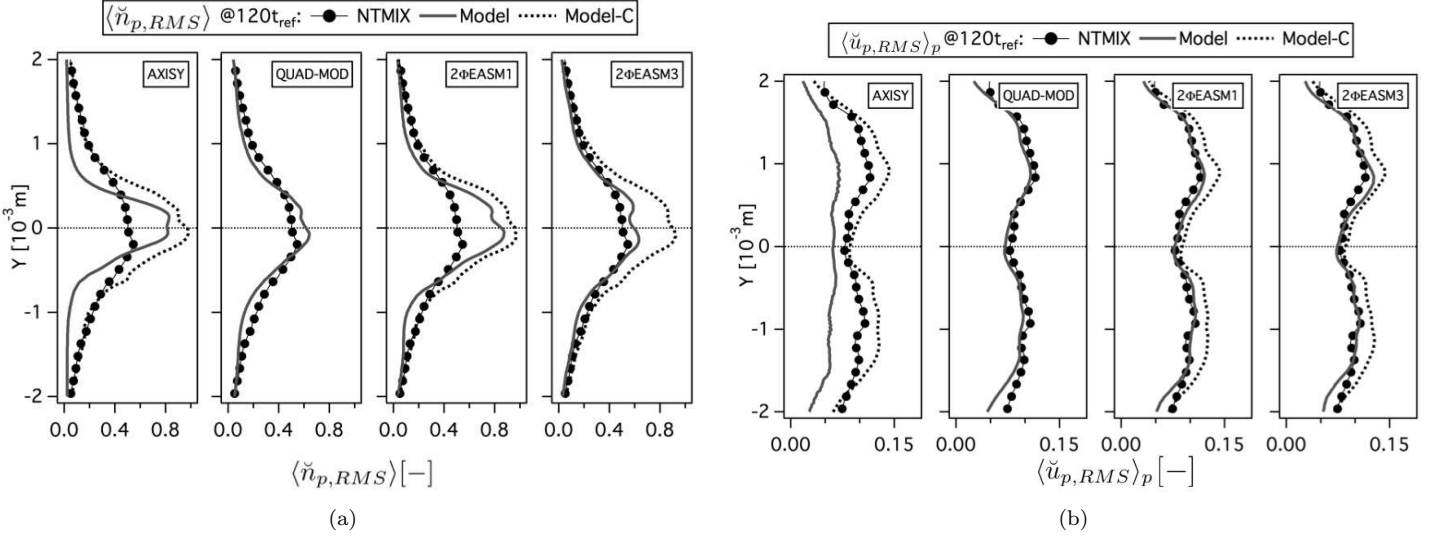 ⟨n̆p,RMS⟩ @120tref: NTMIX Model Model-C
AXISY QUAD-MOD 2ΦEASM1 2ΦEASM3
Y [10-3m]
2
1
0
-1
-2
0.0 0.4 0.8 0.0 0.4 0.8 0.0 0.4 0.8 0.0 0.4 0.8
⟨n̆p,RMS⟩[−]
(a)
⟨ŭp,RMS⟩p @120tref: NTMIX Model Model-C
AXISY QUAD-MOD 2ΦEASM1 2ΦEASM3
Y [10-3m]
2
1
0
-1
-2
0.00 0.15 0.00 0.15 0.00 0.15 0.00 0.15
⟨ŭp,RMS⟩p [−]
(b)